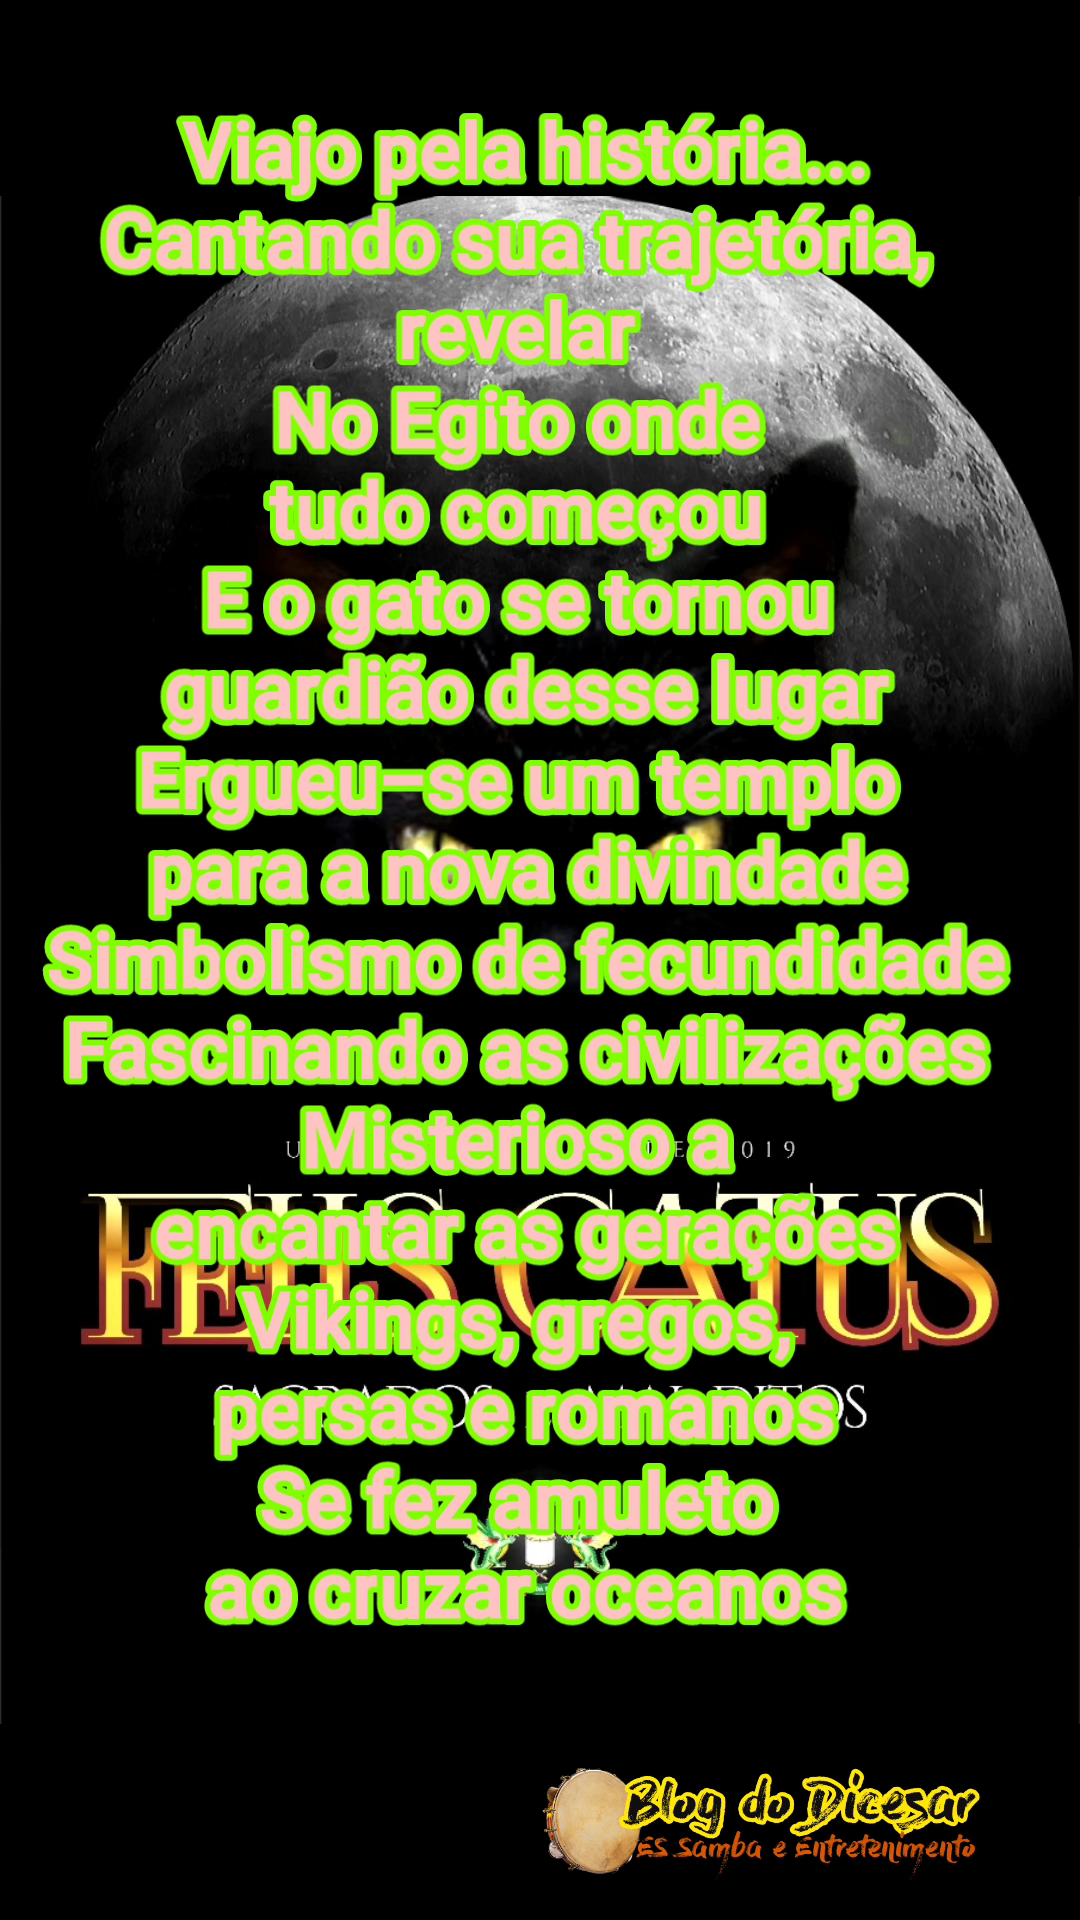 Viajo pela história...
Cantando sua trajetória,
revelar
No Egito onde
tudo começou
E o gato se tornou
guardião desse lugar
Ergueu-se um templo
para a nova divindade
Simbolismo de fecundidade
Fascinando as civilizações
Misterioso a
encantar as gerações
FELIS CATUS
Vikings, gregos,
persas e romanos
Se fez amuleto
ao cruzar oceanos
Blog do Dicesar
ES Samba e Entretenimento